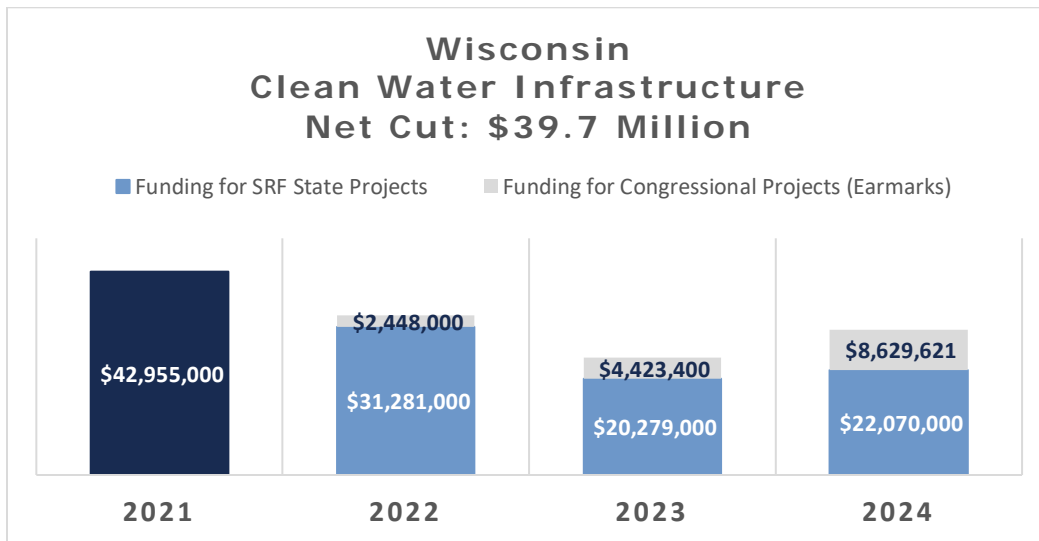 Wisconsin
Clean Water Infrastructure
Net Cut: $39.7 Million
Funding for SRF State Projects Funding for Congressional Projects (Earmarks)
$42,955,000
$2,448,000
$31,281,000
$4,423,400
$20,279,000
$8,629,621
$22,070,000
2021 2022 2023 2024